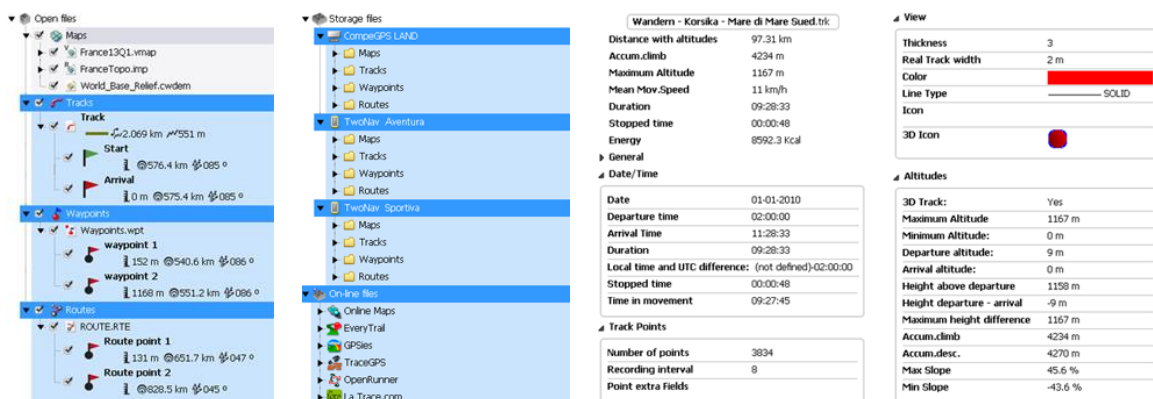 Open files
Maps
France13Q1.vmap
FranceTopo.imp
World_Base_Relief.cwdem
Tracks
Track
2.069 km 551 m
Start
576.4 km 085 º
Arrival
0 m 575.4 km 085 º
Waypoints
Waypoints.wpt
waypoint 1
152 m 540.6 km 086 º
waypoint 2
1168 m 551.2 km 086 º
Routes
ROUTE.RTE
Route point 1
131 m 651.7 km 047 º
Route point 2
828.5 km 045 º
Storage files
CompeGPS LAND
Maps
Tracks
Waypoints
Routes
TwoNav Aventura
Maps
Tracks
Waypoints
Routes
TwoNav Sportiva
Maps
Tracks
Waypoints
Routes
On-line files
Online Maps
EveryTrail
GPSies
TraceGPS
OpenRunner
La Trace.com
Wandern - Korsika - Mare di Mare Sued.trk
Distance with altitudes 97.31 km
Accum.climb 4234 m
Maximum Altitude 1167 m
Mean Mov.Speed 11 km/h
Duration 09:28:33
Stopped time 00:00:48
Energy 8592.3 Kcal
General
Date/Time
Date 01-01-2010
Departure time 02:00:00
Arrival Time 11:28:33
Duration 09:28:33
Local time and UTC difference: (not defined)-02:00:00
Stopped time 00:00:48
Time in movement 09:27:45
Track Points
Number of points 3834
Recording interval 8
Point extra Fields
View
Thickness 3
Real Track width 2 m
Color
Line Type SOLID
Icon
3D Icon
Altitudes
3D Track: Yes
Maximum Altitude 1167 m
Minimum Altitude: 0 m
Departure altitude: 9 m
Arrival altitude: 0 m
Height above departure 1158 m
Height departure - arrival -9 m
Maximum height difference 1167 m
Accum.climb 4234 m
Accum.desc. 4270 m
Max Slope 45.6 %
Min Slope -43.6 %